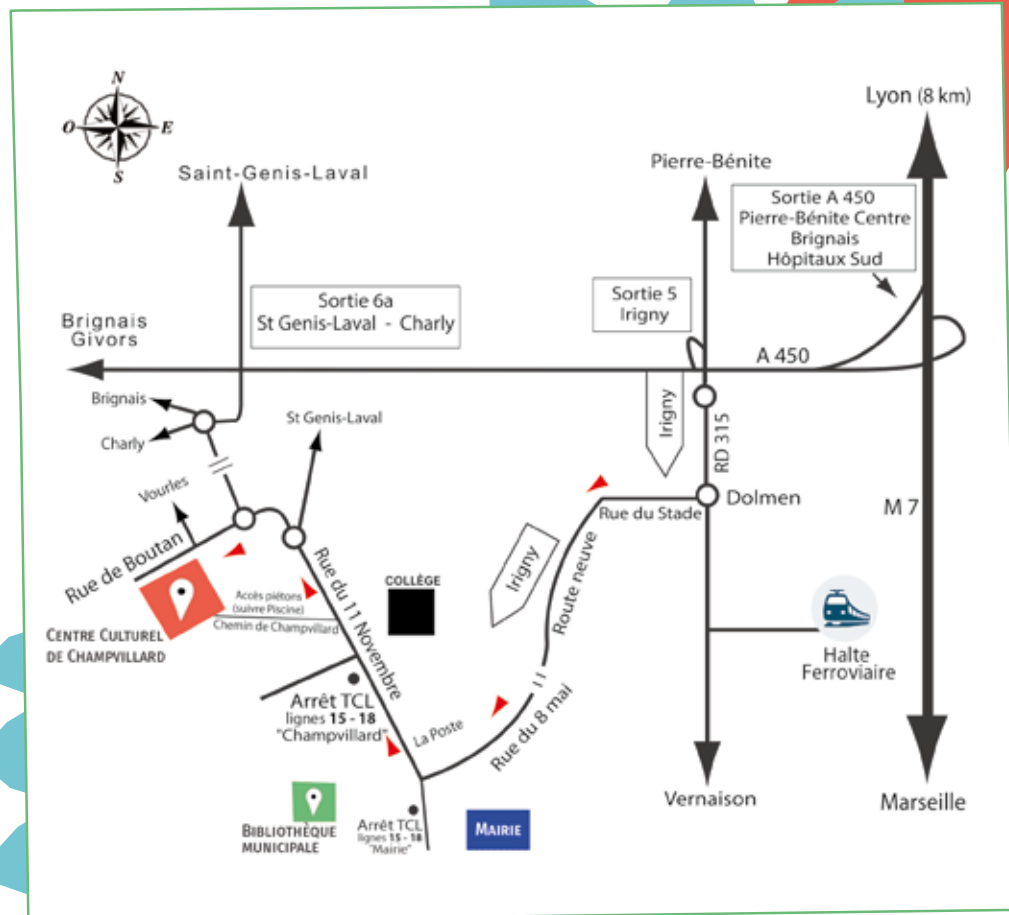 N
O
E
S
Lyon (8 km)
Saint-Genis-Laval
Pierre-Bénite
Sortie A 450
Pierre-Bénite Centre
Brignais
Hôpitaux Sud
Sortie 6a
St Genis-Laval - Charly
Sortie 5
Irigny
Brignais
Givors
A 450
Brignais
Charly
St Genis-Laval
Irigny
RD 315
Vourles
Rue du Stade
Dolmen
M 7
Rue de Boutan
Irigny
Route neuve
Rue du 11 Novembre
COLLÈGE
Accès piétons
(suivre Piscine)
Chemin de Champvillard
CENTRE CULTUREL
DE CHAMPVILLARD
Halte
Ferroviaire
Arrêt TCL
lignes 15 - 18
"Champvillard"
La Poste
Rue du 8 mai
Vernaison
Marseille
BIBLIOTHÈQUE
MUNICIPALE
Arrêt TCL
lignes 15 - 18
"Mairie"
MAIRIE